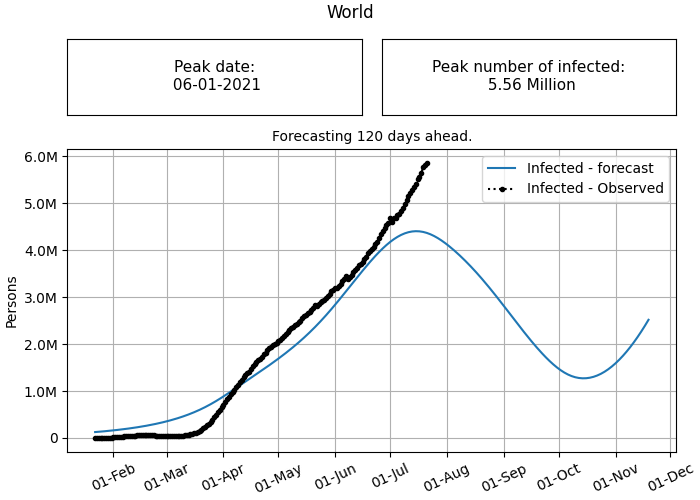 World
Peak date:
06-01-2021
Peak number of infected:
5.56 Million
Forecasting 120 days ahead.
6.0M
5.0M
4.0M
3.0M
2.0M
1.0M
0
Persons
Infected - forecast
Infected - Observed
01-Feb
01-Mar
01-Apr
01-May
01-Jun
01-Jul
01-Aug
01-Sep
01-Oct
01-Nov
01-Dec